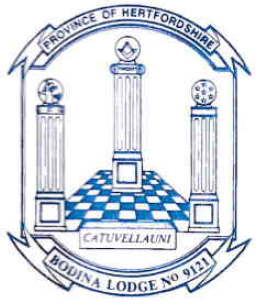 PROVINCE OF HERTFORDSHIRE
CATUVELLAUNI
BODINA LODGE No 9121